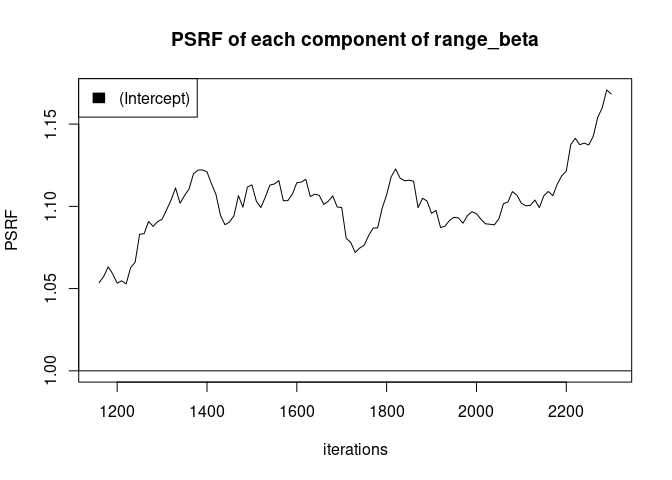 PSRF of each component of range_beta
(Intercept)
PSRF
1.15
1.10
1.05
1.00
1200 1400 1600 1800 2000 2200
iterations